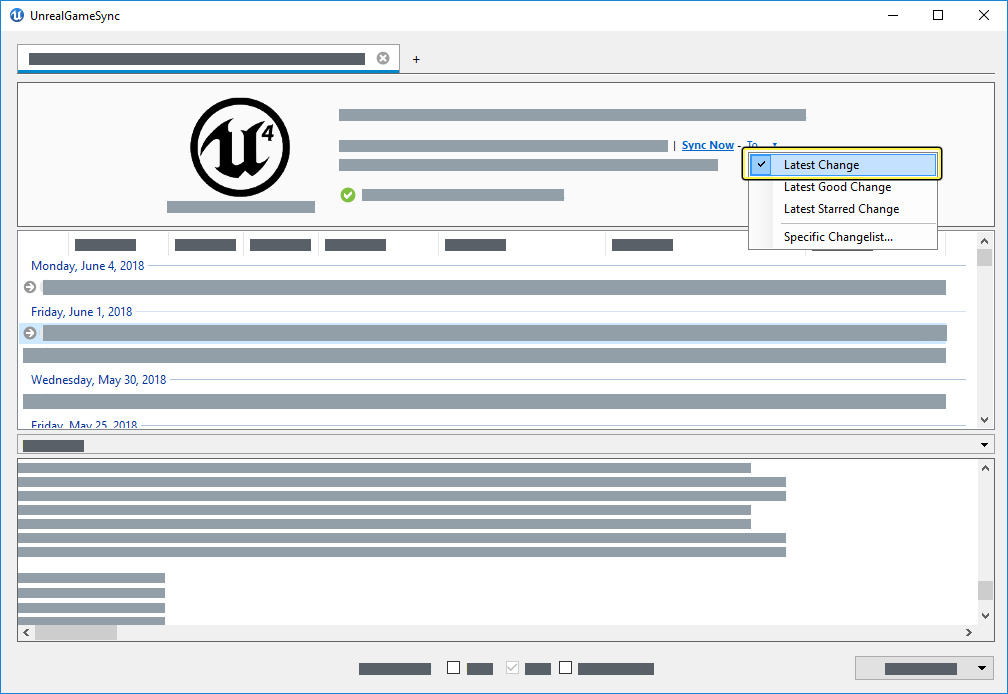 UnrealGameSync
+
4
| Sync Now - To
Latest Change
Latest Good Change
Latest Starred Change
Specific Changelist...
Monday, June 4, 2018
Friday, June 1, 2018
Wednesday, May 30, 2018
Friday, May 25, 2018